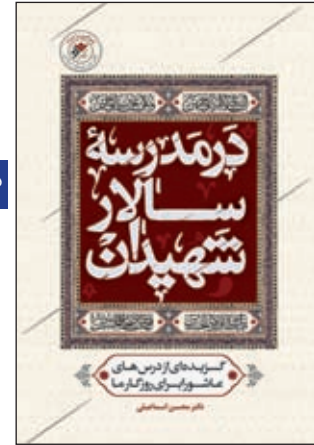 در مدرسهٔ
سالار
شهیدان
گزیده‌ای از درس‌های
عاشورا برای روزگار ما
دکتر محسن اسماعیلی